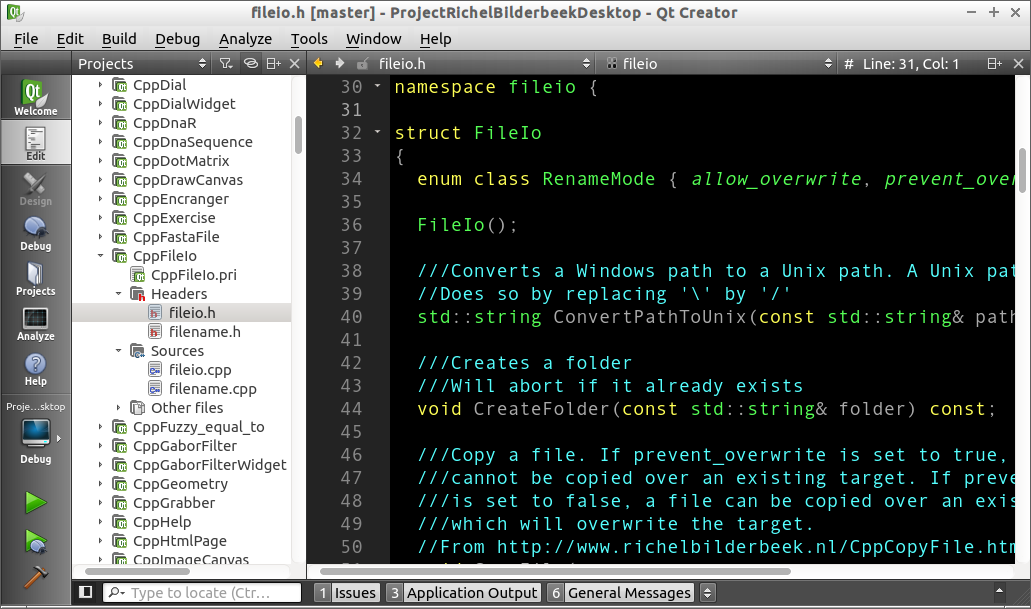 fileio.h [master] - ProjectRichelBilderbeekDesktop - Qt Creator
File Edit Build Debug Analyze Tools Window Help
Projects
fileio.h
fileio
# Line: 31, Col: 1
Qt
Welcome
Edit
Design
Debug
Projects
Analyze
Help
Proje...sktop
Debug
CppDial
CppDialWidget
CppDnaR
CppDnaSequence
CppDotMatrix
CppDrawCanvas
CppEncranger
CppExercise
CppFastaFile
CppFileIo
CppFileIo.pri
Headers
fileio.h
filename.h
Sources
fileio.cpp
filename.cpp
Other files
CppFuzzy_equal_to
CppGaborFilter
CppGaborFilterWidget
CppGeometry
CppGrabber
CppHelp
CppHtmlPage
CppImageCanvas
30 namespace fileio {
31
32 struct FileIo
33 {
34 enum class RenameMode { allow_overwrite, prevent_over
35
36 FileIo();
37
38 ///Converts a Windows path to a Unix path. A Unix pat
39 //Does so by replacing '\' by '/'
40 std::string ConvertPathToUnix(const std::string& path
41
42 ///Creates a folder
43 ///Will abort if it already exists
44 void CreateFolder(const std::string& folder) const;
45
46 ///Copy a file. If prevent_overwrite is set to true,
47 ///cannot be copied over an existing target. If preve
48 ///is set to false, a file can be copied over an exis
49 ///which will overwrite the target.
50 //From http://www.richelbilderbeek.nl/CppCopyFile.htm
Type to locate (Ctr...
1 Issues
3 Application Output
6 General Messages